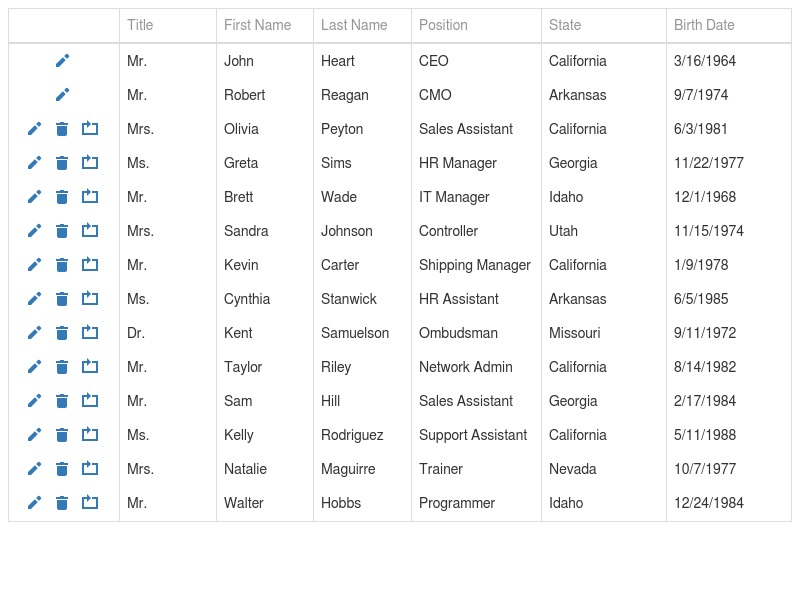 Title First Name Last Name Position State Birth Date
Mr. John Heart CEO California 3/16/1964
Mr. Robert Reagan CMO Arkansas 9/7/1974
Mrs. Olivia Peyton Sales Assistant California 6/3/1981
Ms. Greta Sims HR Manager Georgia 11/22/1977
Mr. Brett Wade IT Manager Idaho 12/1/1968
Mrs. Sandra Johnson Controller Utah 11/15/1974
Mr. Kevin Carter Shipping Manager California 1/9/1978
Ms. Cynthia Stanwick HR Assistant Arkansas 6/5/1985
Dr. Kent Samuelson Ombudsman Missouri 9/11/1972
Mr. Taylor Riley Network Admin California 8/14/1982
Mr. Sam Hill Sales Assistant Georgia 2/17/1984
Ms. Kelly Rodriguez Support Assistant California 5/11/1988
Mrs. Natalie Maguirre Trainer Nevada 10/7/1977
Mr. Walter Hobbs Programmer Idaho 12/24/1984